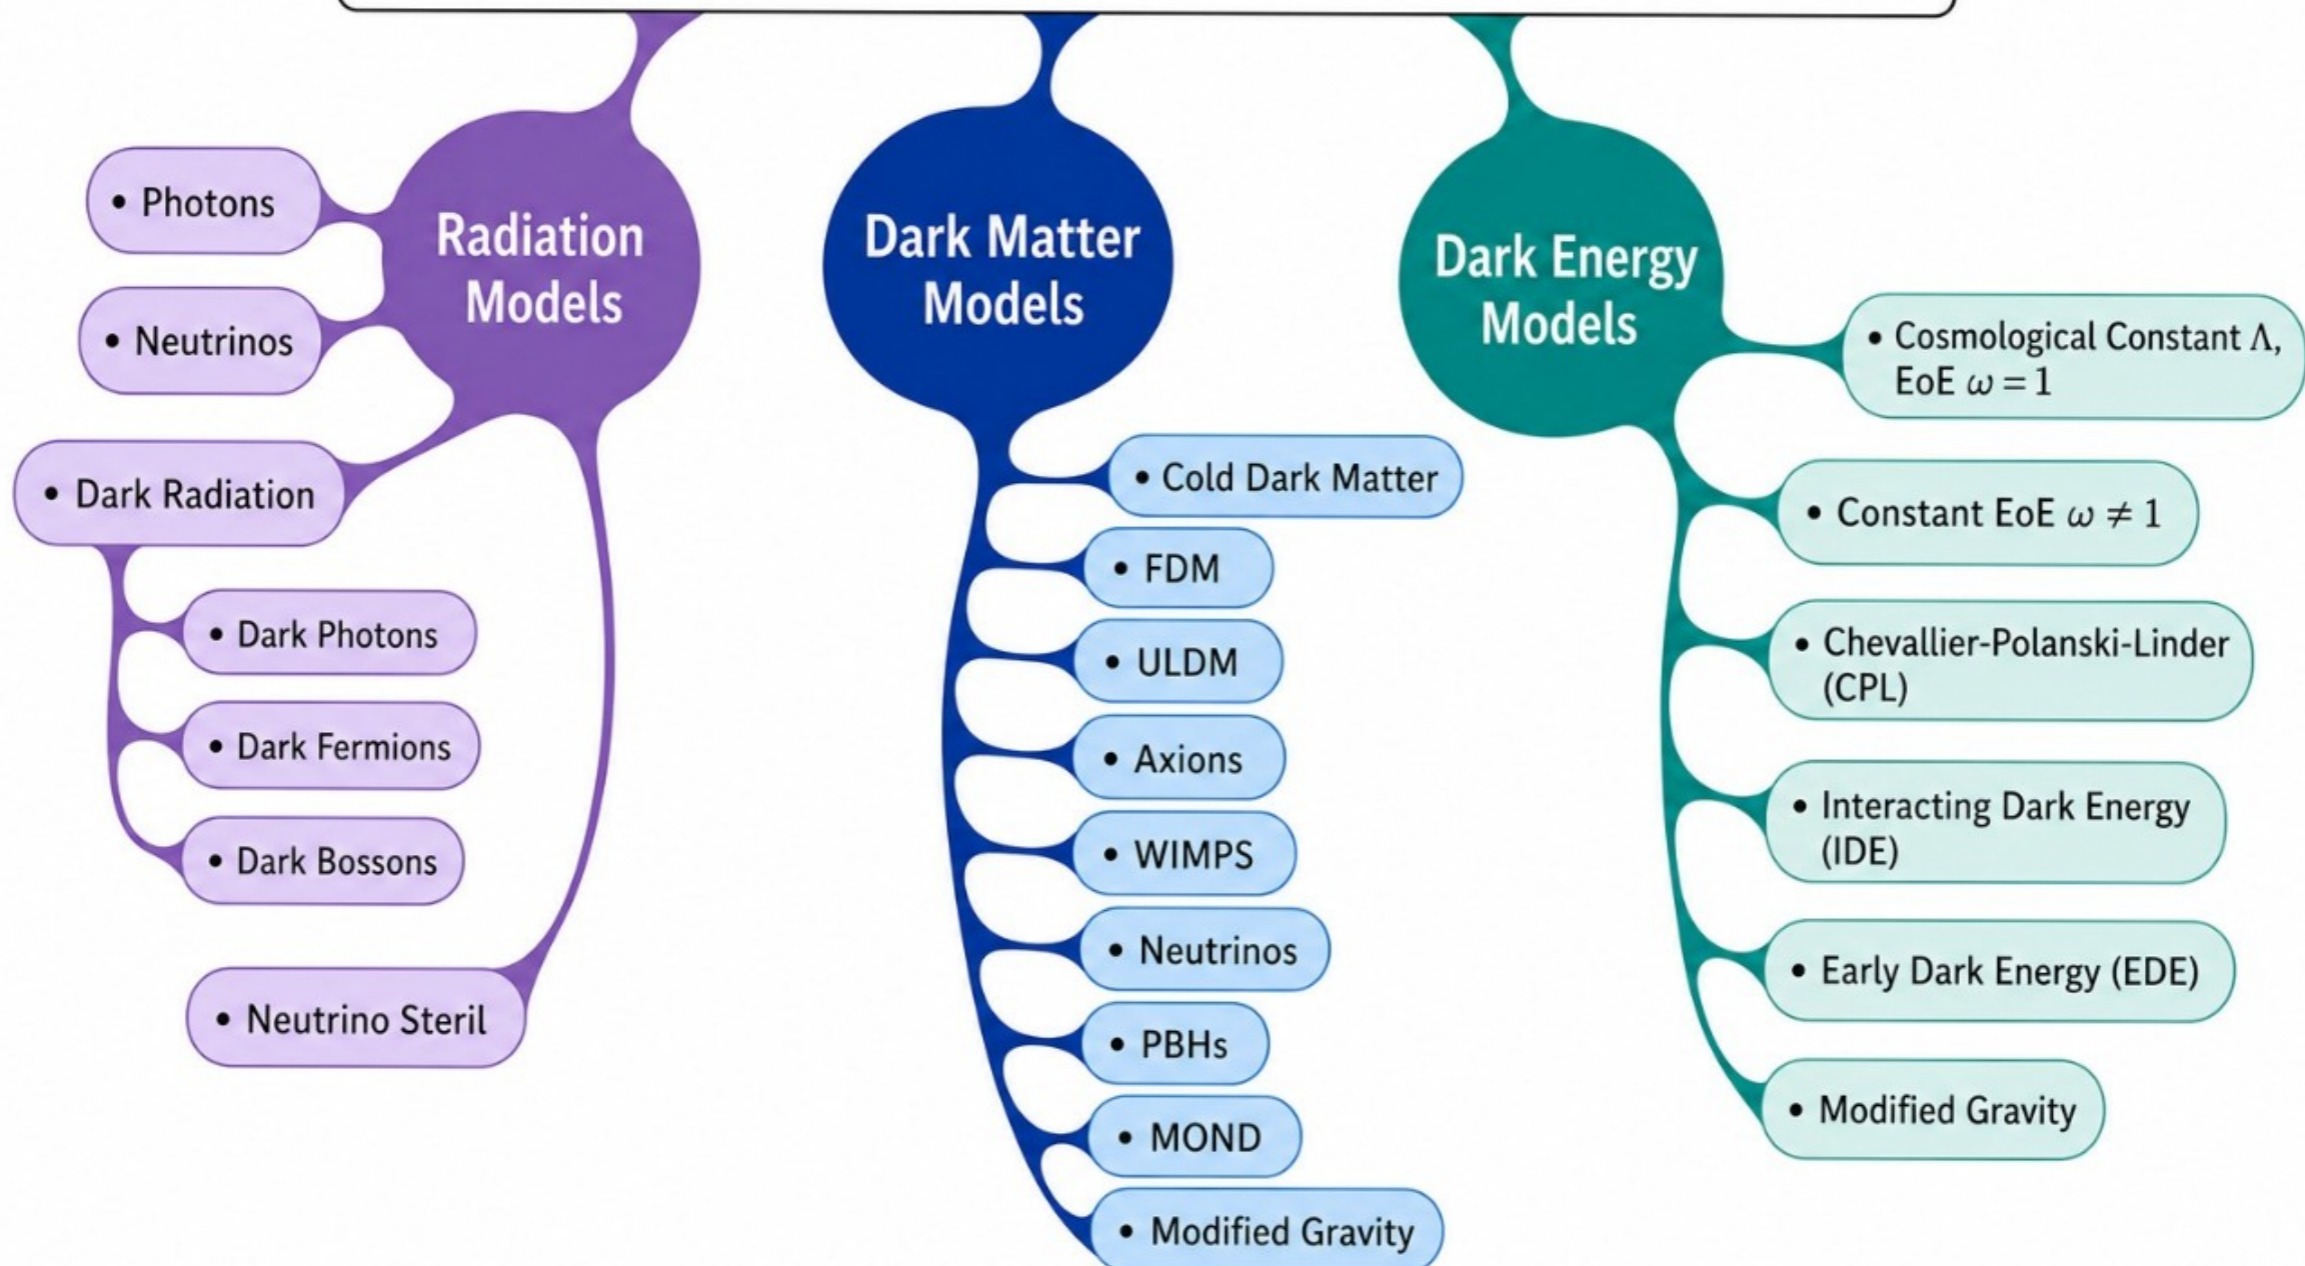 Radiation
Models
• Photons
• Neutrinos
• Dark Radiation
• Dark Photons
• Dark Fermions
• Dark Bossons
• Neutrino Steril
Dark Matter
Models
• Cold Dark Matter
• FDM
• ULDM
• Axions
• WIMPS
• Neutrinos
• PBHs
• MOND
• Modified Gravity
Dark Energy
Models
• Cosmological Constant Λ,
EoE ω = 1
• Constant EoE ω ≠ 1
• Chevallier-Polanski-Linder
(CPL)
• Interacting Dark Energy
(IDE)
• Early Dark Energy (EDE)
• Modified Gravity